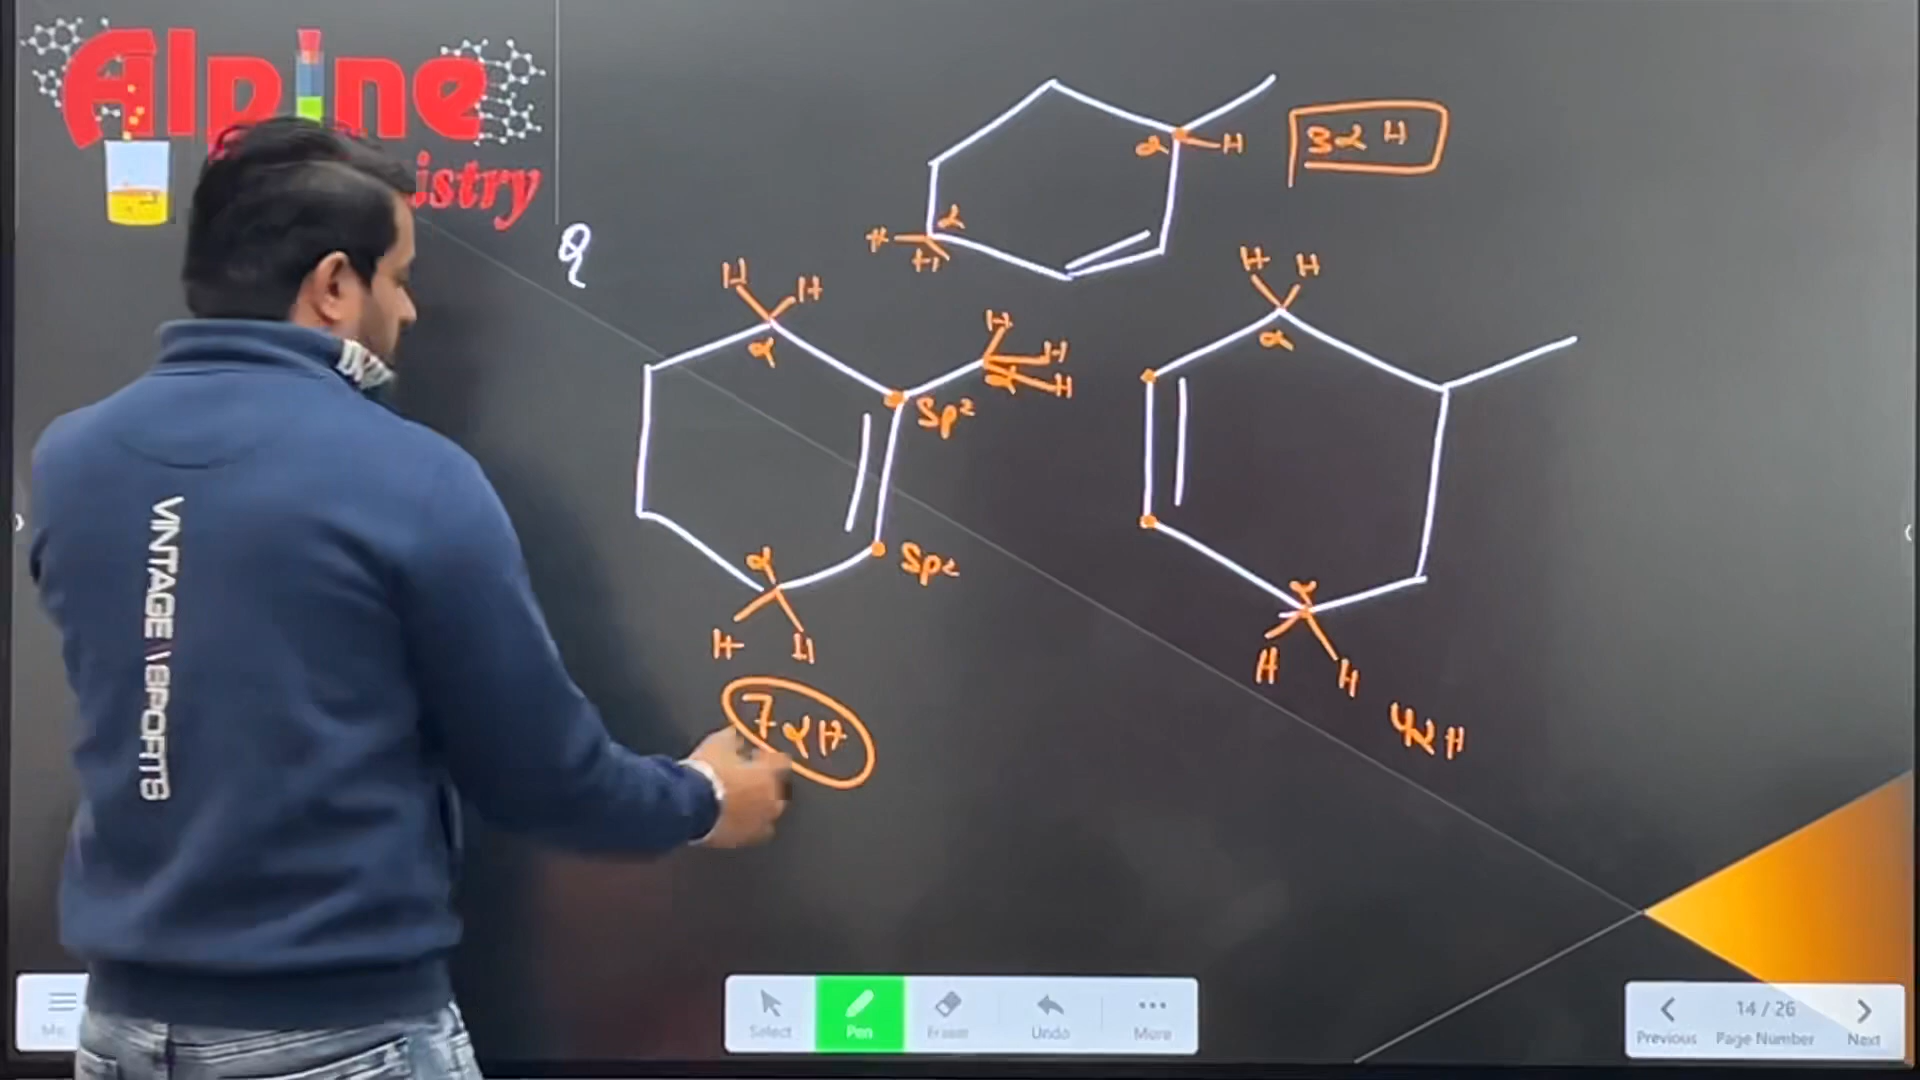 Alpine
istry
Q
α H
3α H
H α
H
H H
α
H
H
α H
Sp²
H H
α
α
Sp²
H H
7αH
α
H H
4αH
VINTAGE \\ SPORTS
Select
Pen
Eraser
Undo
More
14 / 26
Previous
Page Number
Next